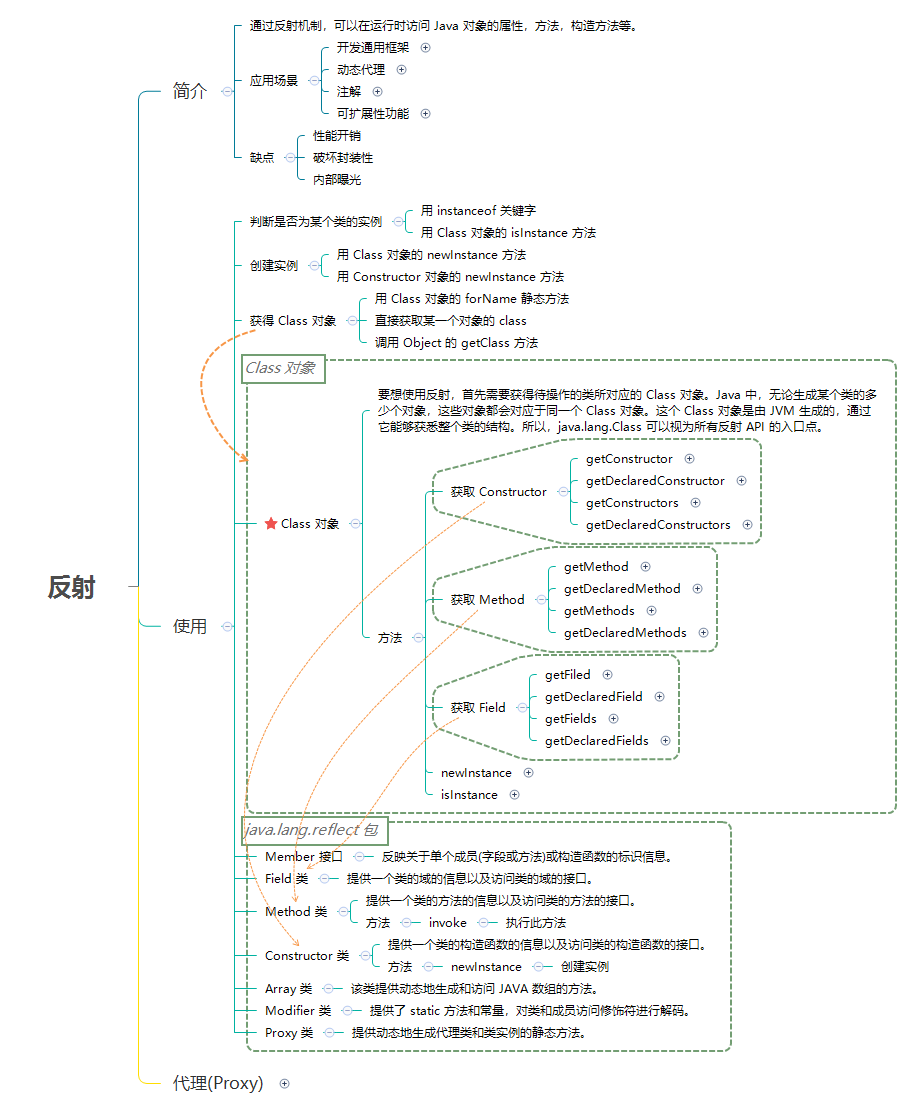 反射
简介
通过反射机制，可以在运行时访问 Java 对象的属性，方法，构造方法等。
应用场景
开发通用框架
动态代理
注解
可扩展性功能
缺点
性能开销
破坏封装性
内部曝光
使用
判断是否为某个类的实例
用 instanceof 关键字
用 Class 对象的 isInstance 方法
创建实例
用 Class 对象的 newInstance 方法
用 Constructor 对象的 newInstance 方法
获得 Class 对象
用 Class 对象的 forName 静态方法
直接获取某一个对象的 class
调用 Object 的 getClass 方法
Class 对象
Class 对象
要想使用反射，首先需要获得待操作的类所对应的 Class 对象。Java 中，无论生成某个类的多
少个对象，这些对象都会对应于同一个 Class 对象。这个 Class 对象是由 JVM 生成的，通过
它能够获悉整个类的结构。所以，java.lang.Class 可以视为所有反射 API 的入口点。
方法
获取 Constructor
getConstructor
getDeclaredConstructor
getConstructors
getDeclaredConstructors
获取 Method
getMethod
getDeclaredMethod
getMethods
getDeclaredMethods
获取 Field
getFiled
getDeclaredField
getFields
getDeclaredFields
newInstance
isInstance
java.lang.reflect 包
Member 接口
反映关于单个成员(字段或方法)或构造函数的标识信息。
Field 类
提供一个类的域的信息以及访问类的域的接口。
Method 类
提供一个类的方法的信息以及访问类的方法的接口。
方法
invoke
执行此方法
Constructor 类
提供一个类的构造函数的信息以及访问类的构造函数的接口。
方法
newInstance
创建实例
Array 类
该类提供动态地生成和访问 JAVA 数组的方法。
Modifier 类
提供了 static 方法和常量，对类和成员访问修饰符进行解码。
Proxy 类
提供动态地生成代理类和类实例的静态方法。
代理(Proxy)